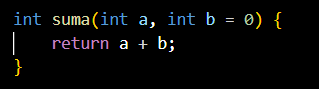 int suma(int a, int b = 0) {
    return a + b;
}